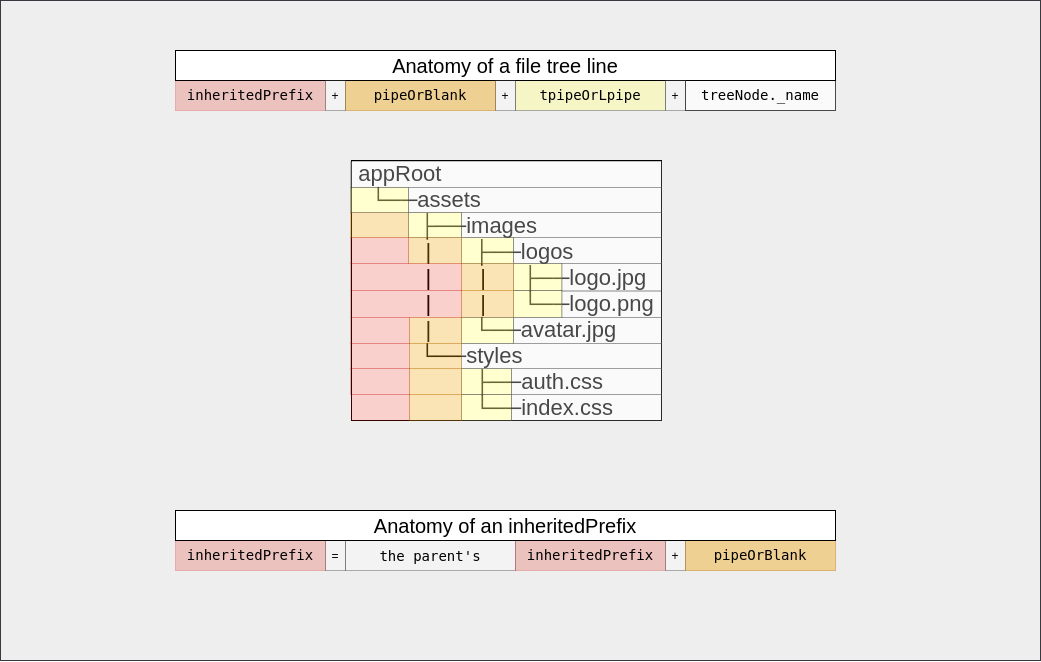 Anatomy of a file tree line
inheritedPrefix + pipeOrBlank + tpipeOrLpipe + treeNode._name
appRoot
assets
images
logos
logo.jpg
logo.png
avatar.jpg
styles
auth.css
index.css
Anatomy of an inheritedPrefix
inheritedPrefix = the parent's inheritedPrefix + pipeOrBlank